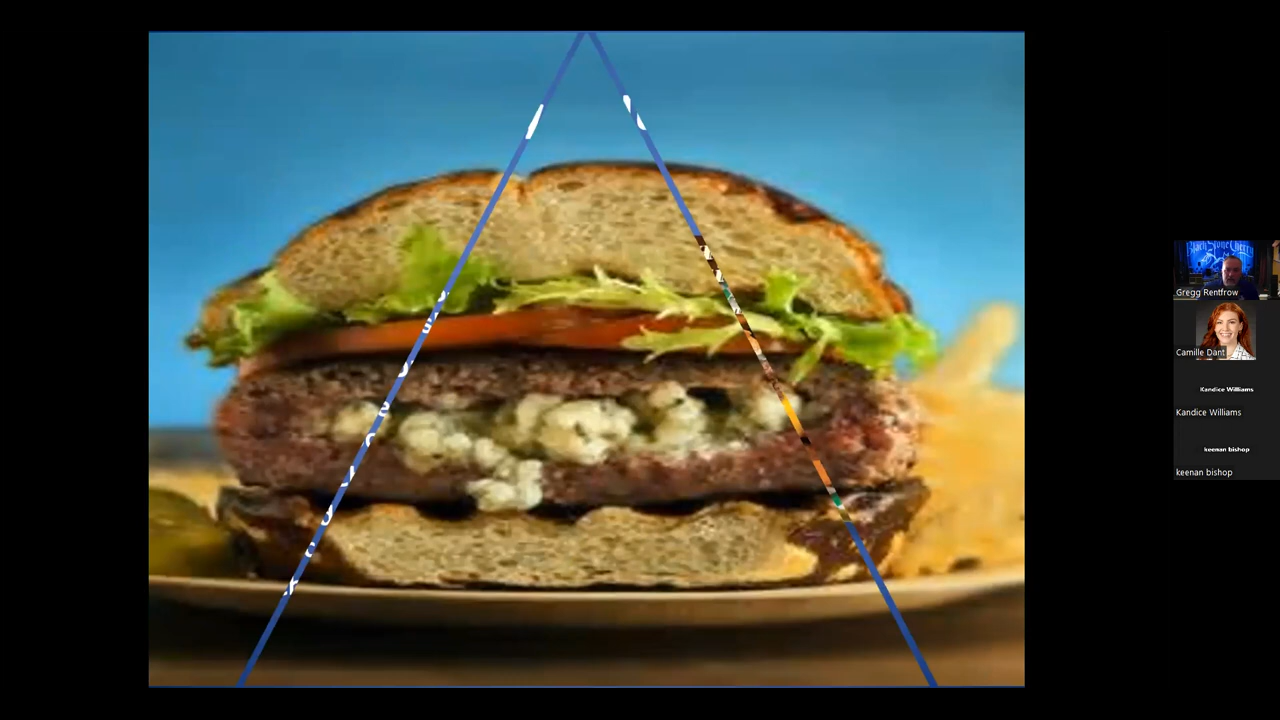 Gregg Rentfrow
Camille Dant
Kandice Williams
Kandice Williams
keenan bishop
keenan bishop